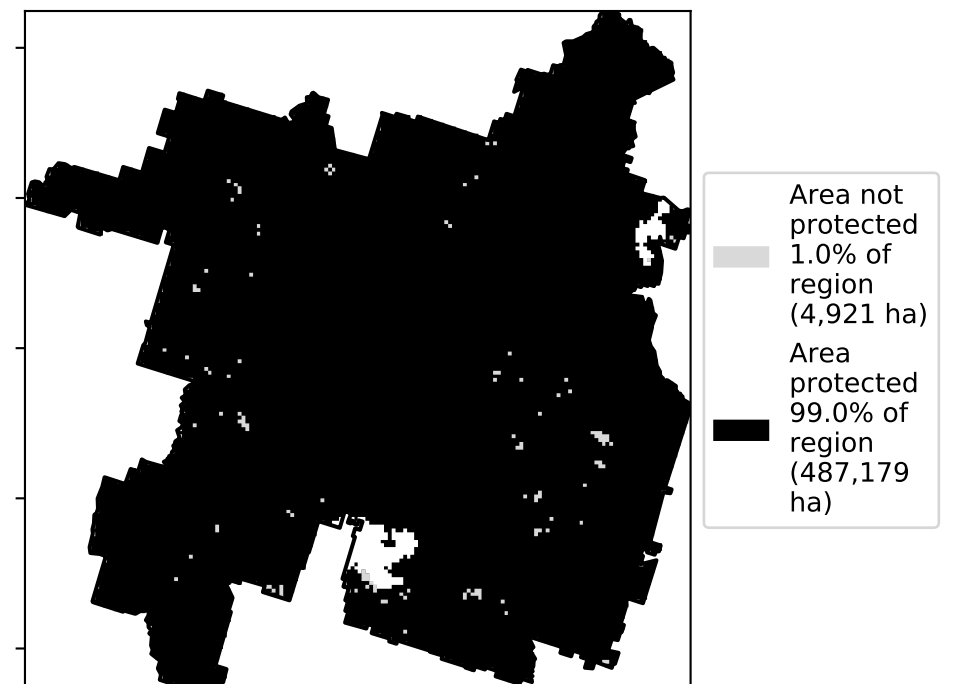 Area not
protected
1.0% of
region
(4,921 ha)
Area
protected
99.0% of
region
(487,179
ha)